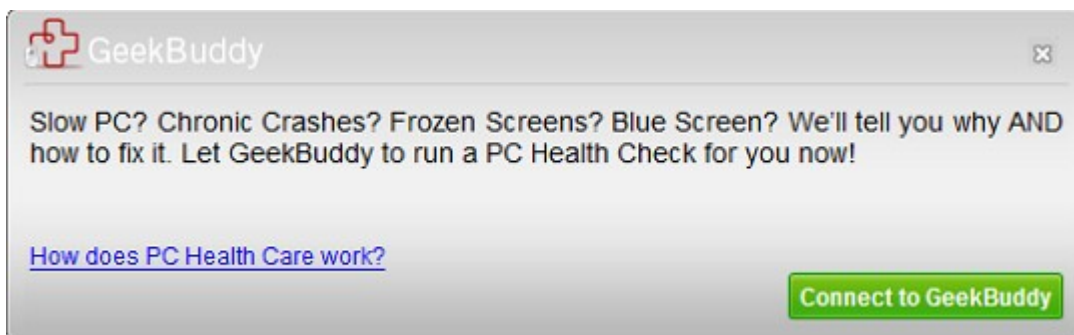 GeekBuddy
Slow PC? Chronic Crashes? Frozen Screens? Blue Screen? We'll tell you why AND
how to fix it. Let GeekBuddy to run a PC Health Check for you now!
How does PC Health Care work?
Connect to GeekBuddy